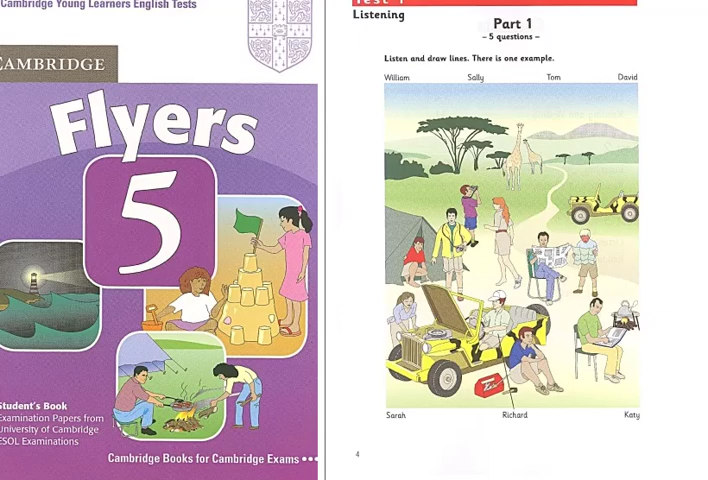 Cambridge Young Learners English Tests
CAMBRIDGE
Flyers
5
Student's Book
Examination Papers from
University of Cambridge
ESOL Examinations
Cambridge Books for Cambridge Exams •••
Test 1
Listening
Part 1
– 5 questions –
Listen and draw lines. There is one example.
William Sally Tom David
Sarah Richard Katy
4